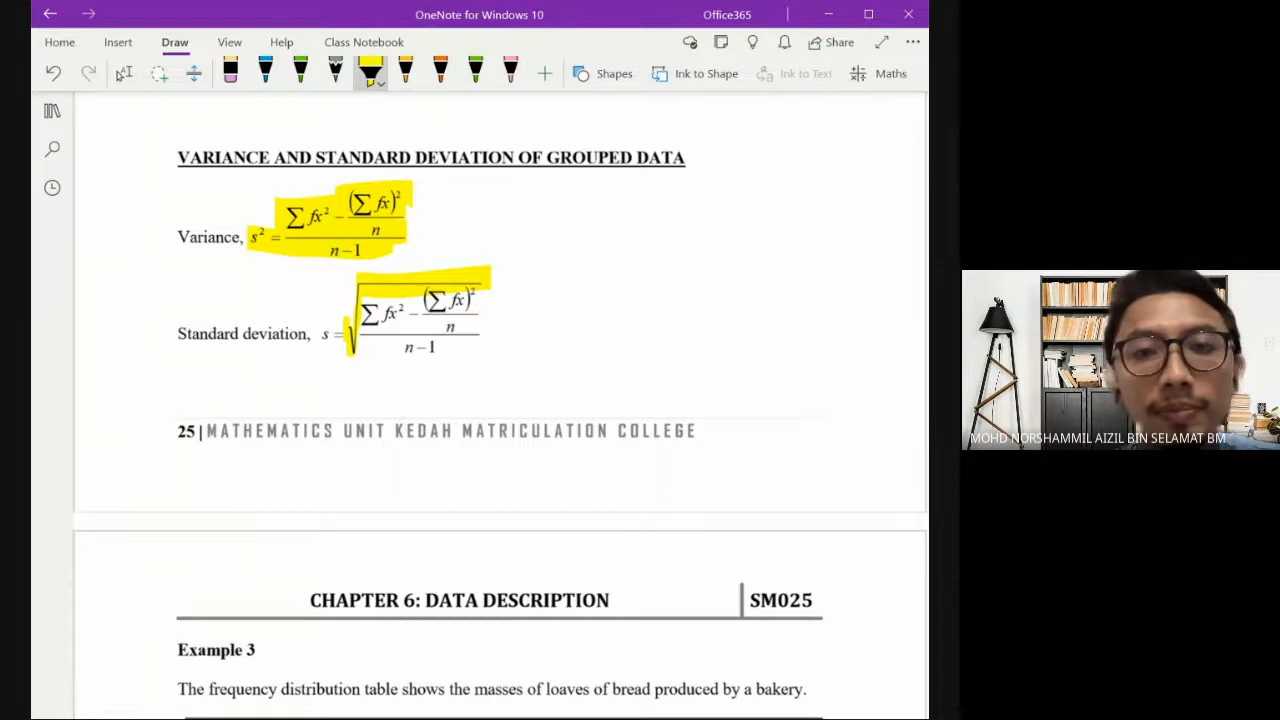 OneNote for Windows 10
Office365
Home Insert Draw View Help Class Notebook
Share
Shapes Ink to Shape Ink to Text Maths
VARIANCE AND STANDARD DEVIATION OF GROUPED DATA
Variance, s² = (∑ fx² − (∑ fx)² / n) / (n − 1)
Standard deviation, s = √((∑ fx² − (∑ fx)² / n) / (n − 1))
25 | MATHEMATICS UNIT KEDAH MATRICULATION COLLEGE
CHAPTER 6: DATA DESCRIPTION SM025
Example 3
The frequency distribution table shows the masses of loaves of bread produced by a bakery.
MOHD NORSHAMMIL AIZIL BIN SELAMAT BM